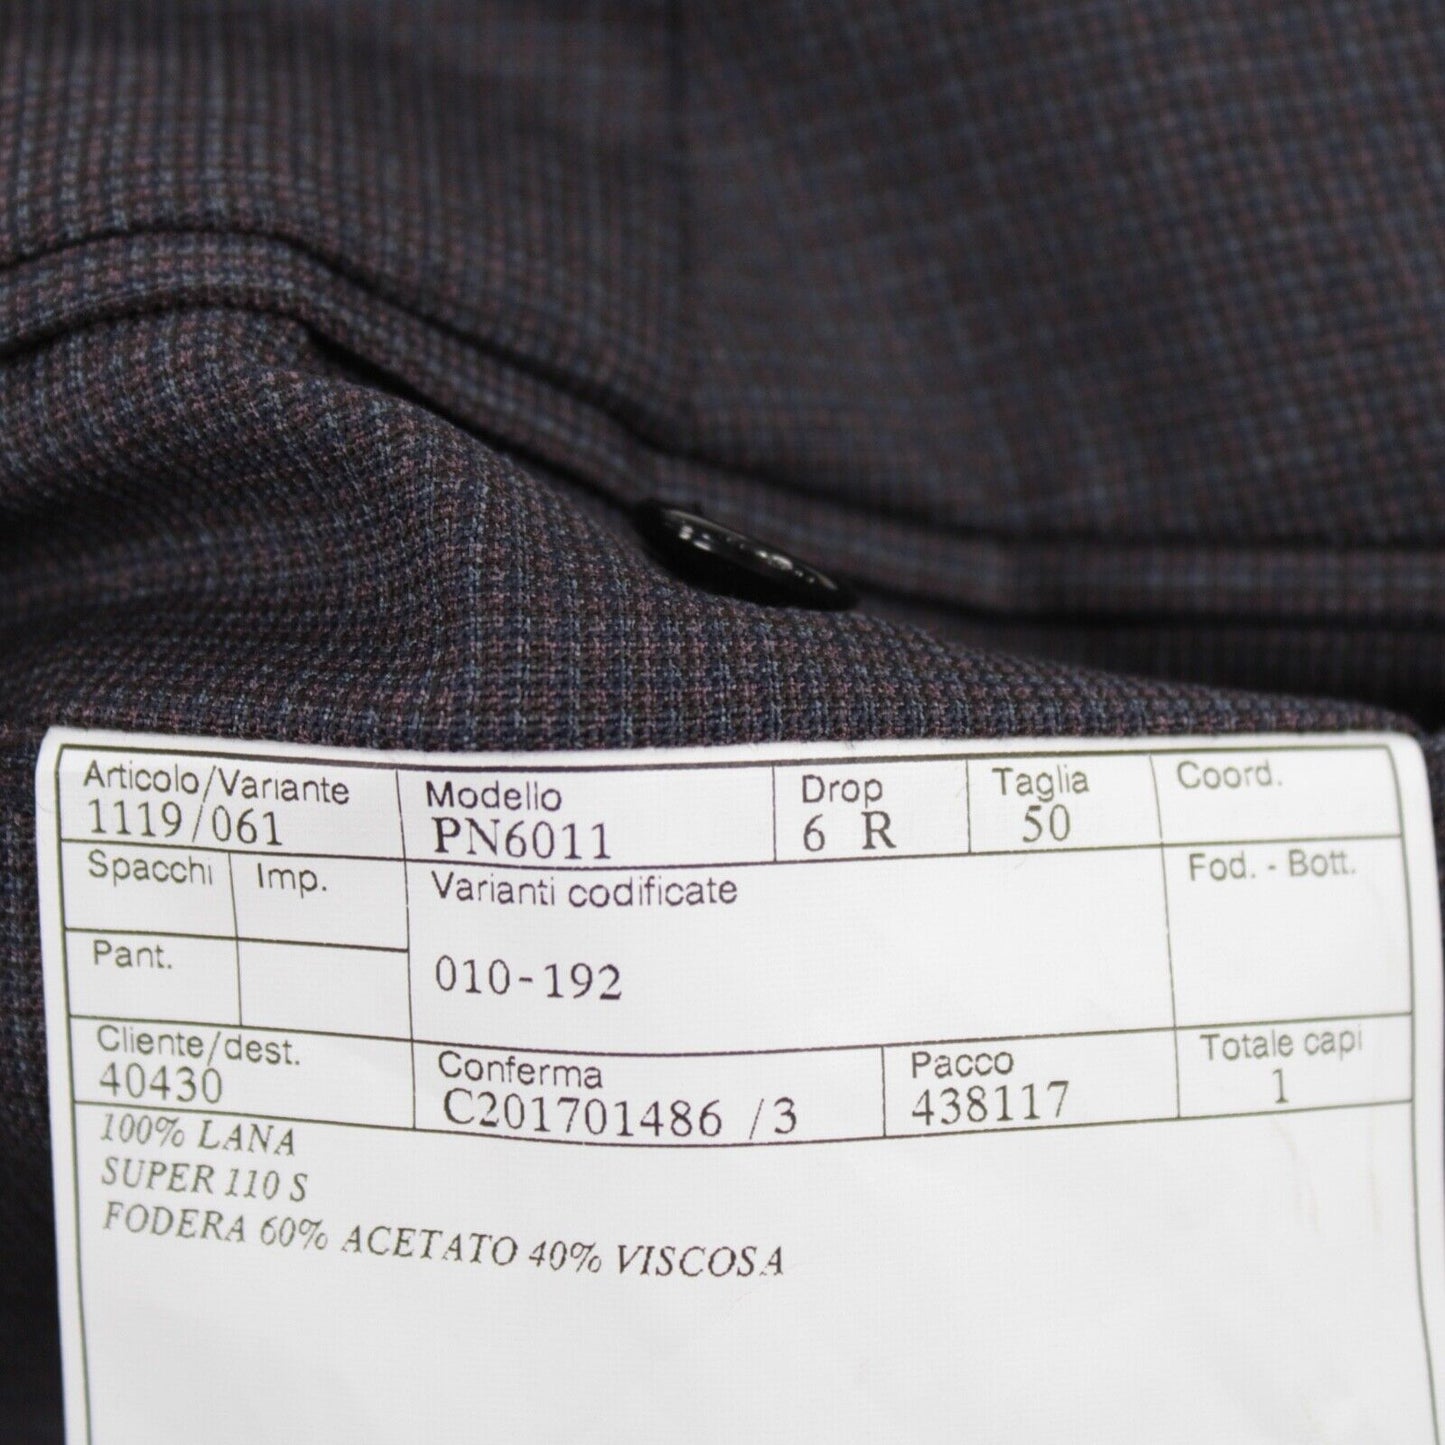 Articolo/Variante Modello Drop Taglia Coord.
1119/061 PN6011 6 R 50
Spacchi Imp. Varianti codificate Fod. - Bott.
Pant. 010-192
Cliente/dest. Conferma Pacco Totale capi
40430 C201701486 /3 438117 1
100% LANA
SUPER 110 S
FODERA 60% ACETATO 40% VISCOSA